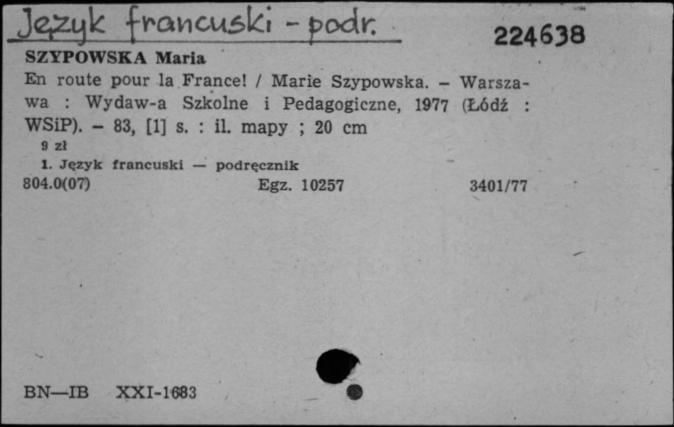 Język francuski - podr.
224638
SZYPOWSKA Maria
En route pour la France! / Marie Szypowska. — Warsza-
wa : Wydaw-a Szkolne i Pedagogiczne, 1977 (Łódź :
WSiP). — 83, [1] s. : il. mapy ; 20 cm
9 zł
1. Język francuski — podręcznik
804.0(07) Egz. 10257 3401/77
BN—IB XXI-1683